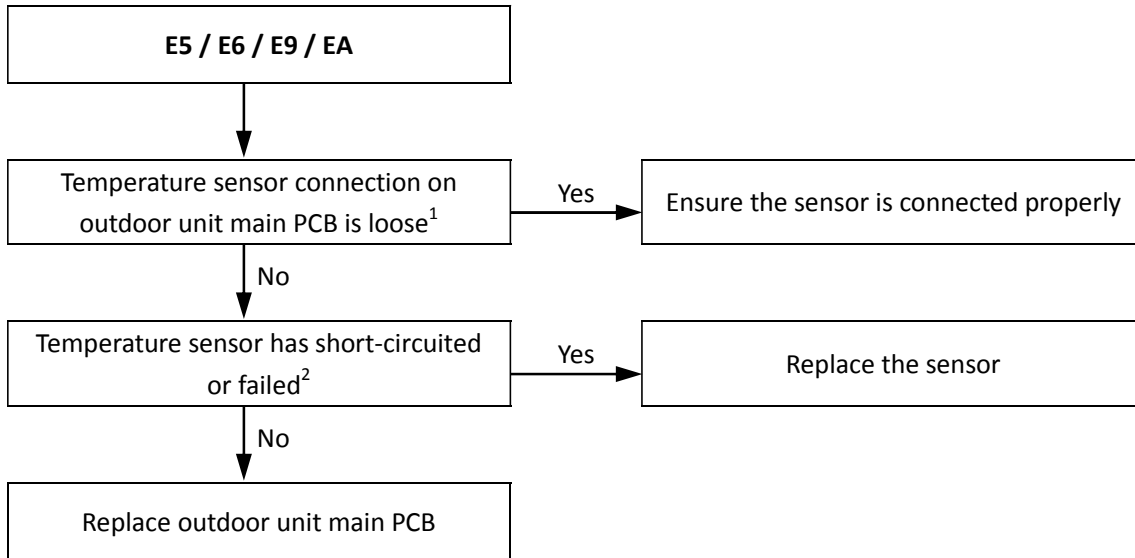 E5 / E6 / E9 / EA
Temperature sensor connection on
outdoor unit main PCB is loose¹
Yes
Ensure the sensor is connected properly
No
Temperature sensor has short-circuited
or failed²
Yes
Replace the sensor
No
Replace outdoor unit main PCB